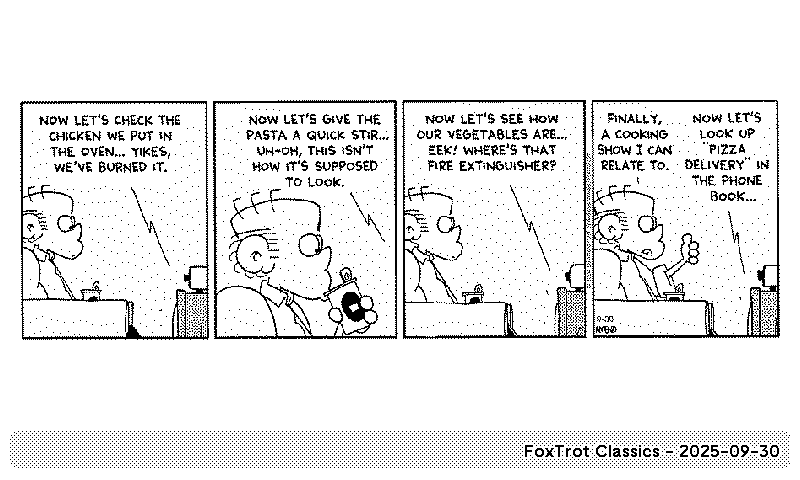 NOW LET'S CHECK THE
CHICKEN WE PUT IN
THE OVEN... YIKES,
WE'VE BURNED IT.
NOW LET'S GIVE THE
PASTA A QUICK STIR...
UH-OH, THIS ISN'T
HOW IT'S SUPPOSED
TO LOOK.
NOW LET'S SEE HOW
OUR VEGETABLES ARE...
EEK! WHERE'S THAT
FIRE EXTINGUISHER?
FINALLY,
A COOKING
SHOW I CAN
RELATE TO.
NOW LET'S
LOOK UP
"PIZZA
DELIVERY" IN
THE PHONE
BOOK...
9-30
FoxTrot Classics - 2025-09-30